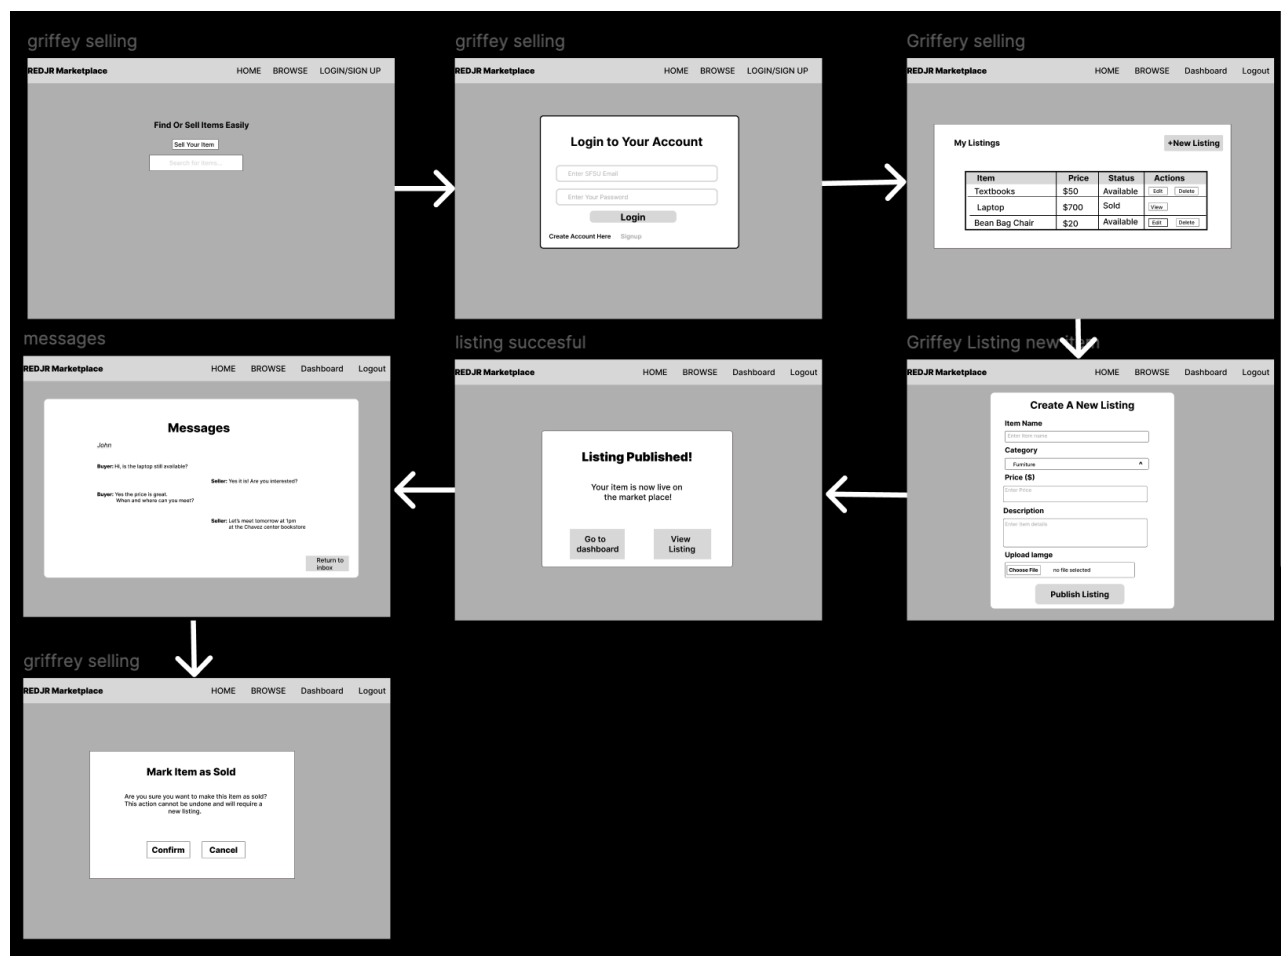 griffey selling
REDJR Marketplace HOME BROWSE LOGIN/SIGN UP
Find Or Sell Items Easily
Sell Your Item
Search for items...
griffey selling
REDJR Marketplace HOME BROWSE LOGIN/SIGN UP
Login to Your Account
Enter SFSU Email
Enter Your Password
Login
Create Account Here Signup
Griffery selling
REDJR Marketplace HOME BROWSE Dashboard Logout
My Listings +New Listing
Item Price Status Actions
Textbooks $50 Available Edit Delete
Laptop $700 Sold View
Bean Bag Chair $20 Available Edit Delete
Griffey Listing new item
REDJR Marketplace HOME BROWSE Dashboard Logout
Create A New Listing
Item Name
Enter item name
Category
Furniture ^
Price ($)
Enter Price
Description
Enter item details
Upload Iamge
Choose File no file selected
Publish Listing
listing succesful
REDJR Marketplace HOME BROWSE Dashboard Logout
Listing Published!
Your item is now live on
the market place!
Go to
dashboard
View
Listing
messages
REDJR Marketplace HOME BROWSE Dashboard Logout
Messages
John
Buyer: Hi, is the laptop still available?
Seller: Yes it is! Are you interested?
Buyer: Yes the price is great.
When and where can you meet?
Seller: Let's meet tomorrow at 1pm
at the Chavez center bookstore
Return to
inbox
griffrey selling
REDJR Marketplace HOME BROWSE Dashboard Logout
Mark Item as Sold
Are you sure you want to make this item as sold?
This action cannot be undone and will require a
new listing.
Confirm Cancel